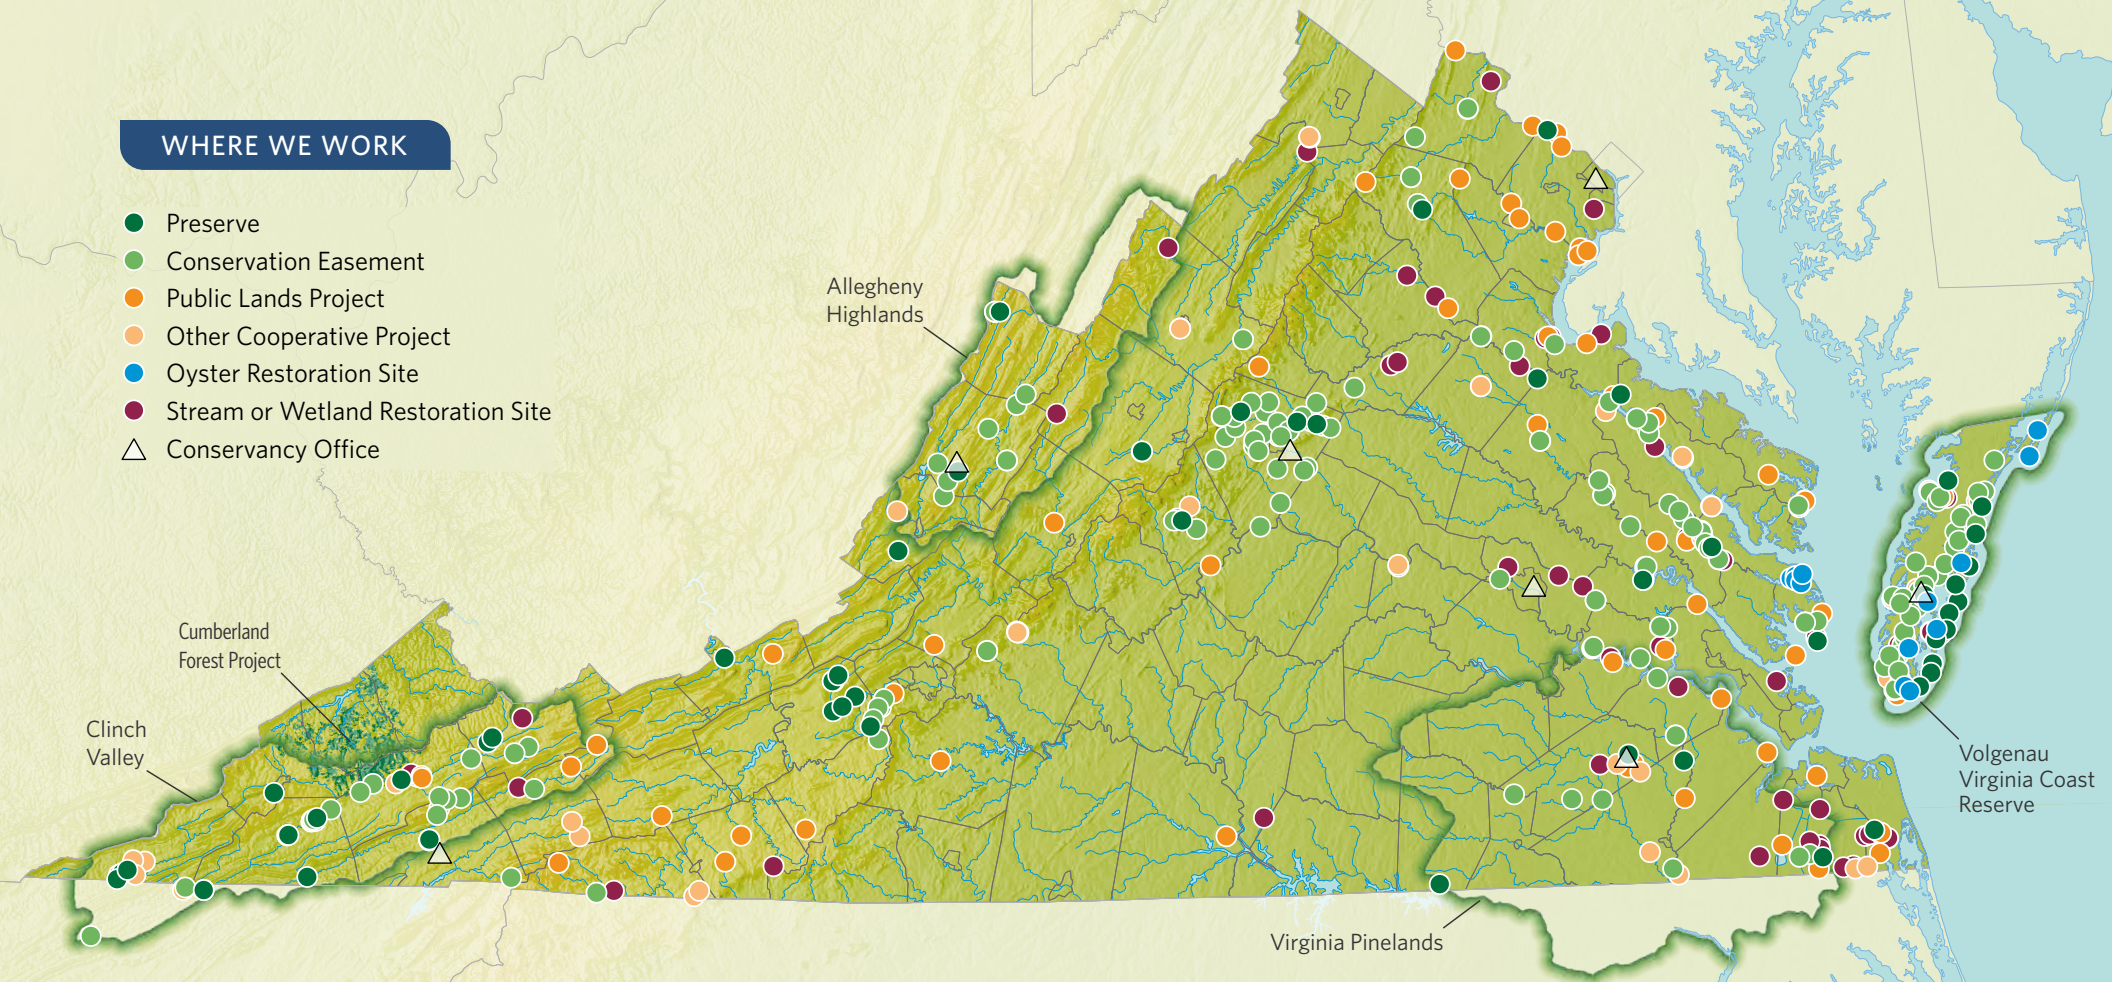 WHERE WE WORK
Preserve
Conservation Easement
Public Lands Project
Other Cooperative Project
Oyster Restoration Site
Stream or Wetland Restoration Site
Conservancy Office
Allegheny
Highlands
Cumberland
Forest Project
Clinch
Valley
Volgenau
Virginia Coast
Reserve
Virginia Pinelands